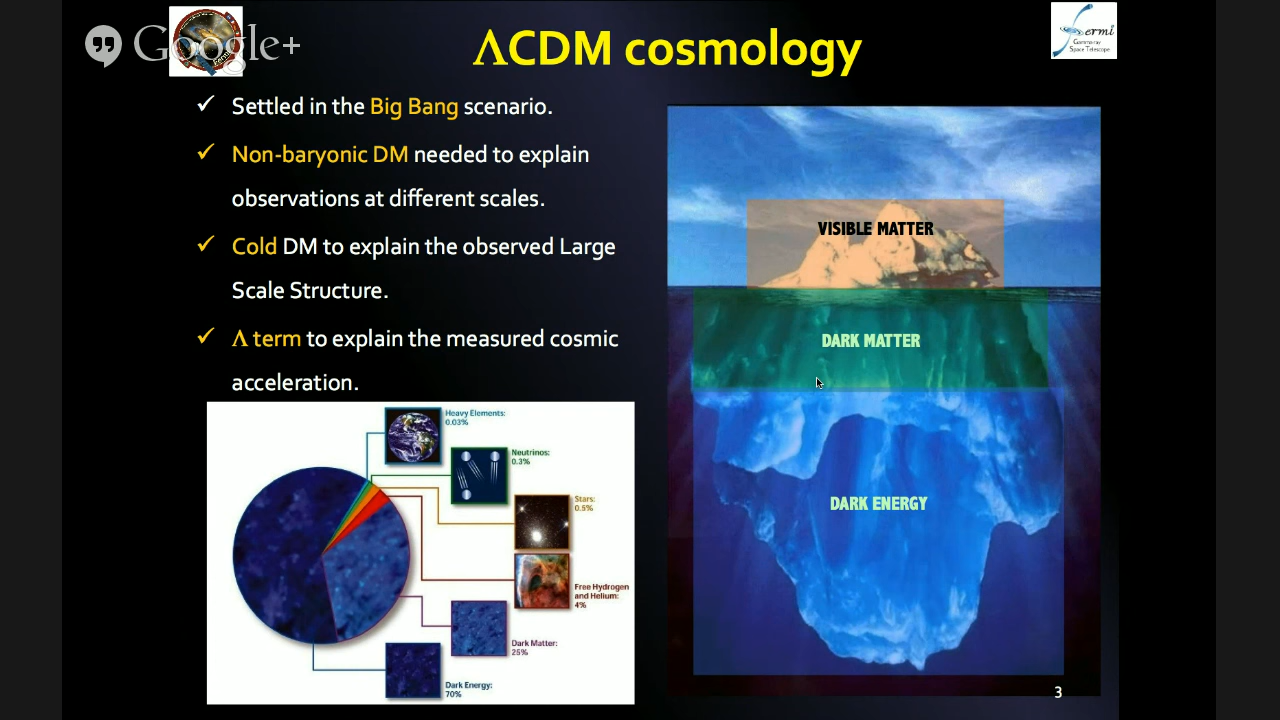 Google+
ΛCDM cosmology
Fermi
Gamma-ray
Space Telescope
✓ Settled in the Big Bang scenario.
✓ Non-baryonic DM needed to explain
observations at different scales.
✓ Cold DM to explain the observed Large
Scale Structure.
✓ Λ term to explain the measured cosmic
acceleration.
Heavy Elements:
0.03%
Neutrinos:
0.3%
Stars:
0.5%
Free Hydrogen
and Helium:
4%
Dark Matter:
25%
Dark Energy:
70%
VISIBLE MATTER
DARK MATTER
DARK ENERGY
3